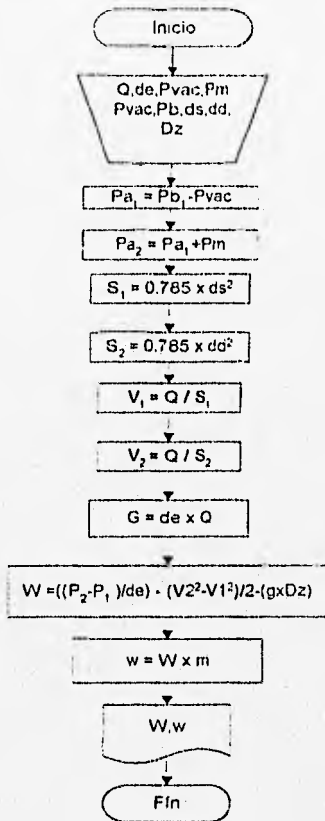 Inicio
Q,de,Pvac,Pm
Pvac,Pb,ds,dd,
Dz
Pa₁ = Pb₁-Pvac
Pa₂ = Pa₁+Pm
S₁ = 0.785 x ds²
S₂ = 0.785 x dd²
V₁ = Q / S₁
V₂ = Q / S₂
G = de x Q
W =((P₂-P₁)/de) - (V2²-V1²)/2-(gxDz)
w = W x m
W,w
Fín